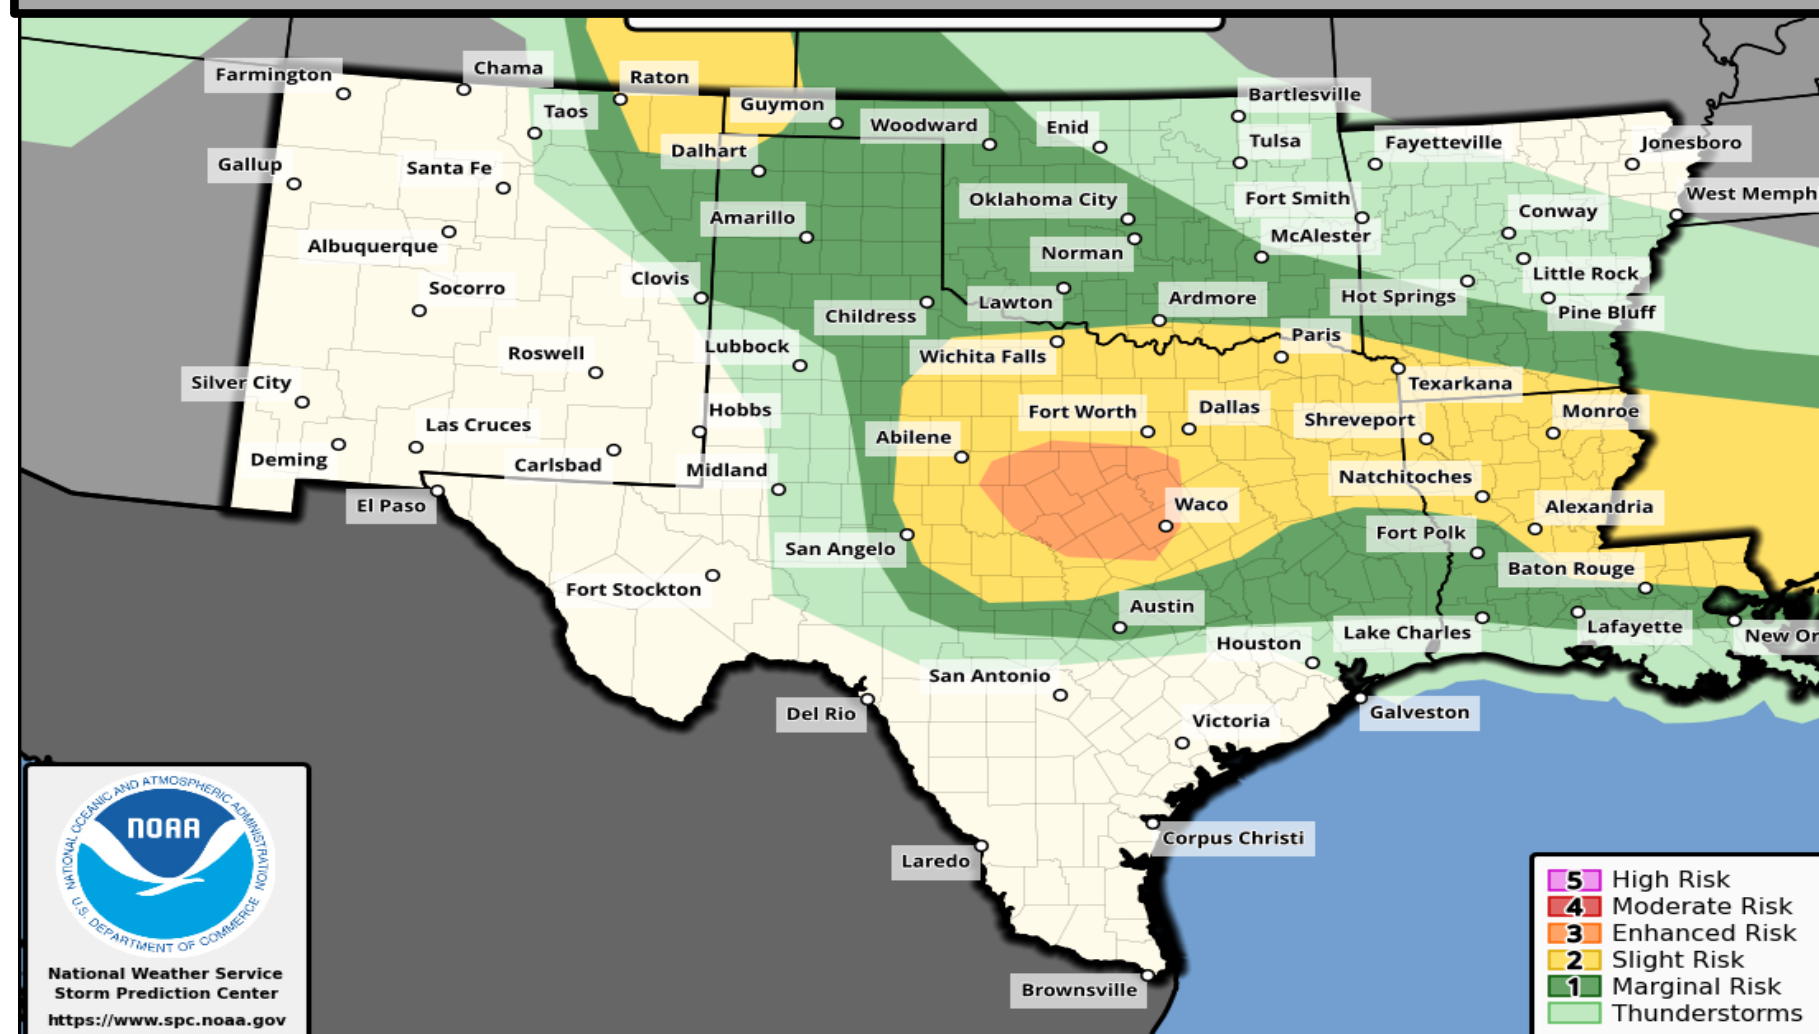 Farmington
Chama
Raton
Taos
Guymon
Woodward
Enid
Bartlesville
Tulsa
Fayetteville
Jonesboro
Gallup
Santa Fe
Dalhart
Oklahoma City
Fort Smith
Conway
West Memph
Amarillo
Albuquerque
Norman
McAlester
Little Rock
Socorro
Clovis
Childress
Lawton
Ardmore
Hot Springs
Pine Bluff
Roswell
Lubbock
Wichita Falls
Paris
Silver City
Texarkana
Las Cruces
Hobbs
Abilene
Fort Worth
Dallas
Shreveport
Monroe
Deming
Carlsbad
Midland
Natchitoches
El Paso
San Angelo
Waco
Fort Polk
Alexandria
Fort Stockton
Baton Rouge
Austin
Lake Charles
Lafayette
New Or
Houston
San Antonio
Del Rio
Victoria
Galveston
Corpus Christi
Laredo
Brownsville
NATIONAL OCEANIC AND ATMOSPHERIC ADMINISTRATION
NOAA
U.S. DEPARTMENT OF COMMERCE
National Weather Service
Storm Prediction Center
https://www.spc.noaa.gov
5 High Risk
4 Moderate Risk
3 Enhanced Risk
2 Slight Risk
1 Marginal Risk
Thunderstorms